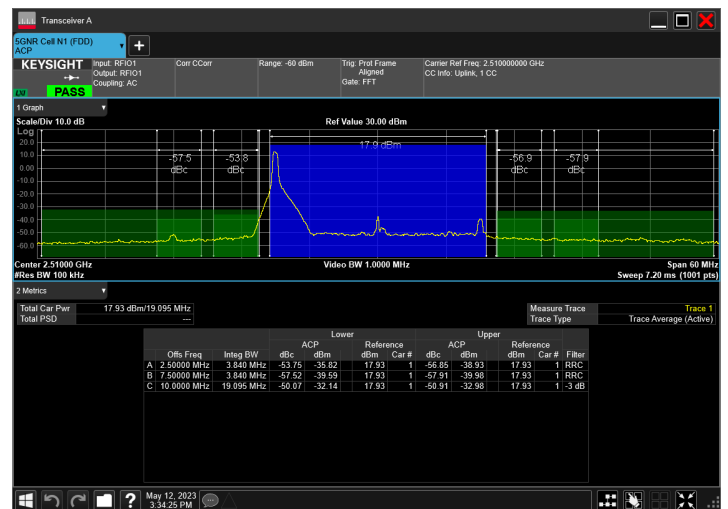 Transceiver A
5GNR Cell N1 (FDD)
ACP
KEYSIGHT
Input: RFIO1
Output: RFIO1
Coupling: AC
Corr CCorr
Range: -60 dBm
Trig: Prot Frame
Aligned
Gate: FFT
Carrier Ref Freq: 2.510000000 GHz
CC Info: Uplink, 1 CC
LXI PASS
1 Graph
Scale/Div 10.0 dB Ref Value 30.00 dBm
Log
17.9 dBm
20.0
10.0
0.00
-10.0
-20.0
-30.0
-40.0
-50.0
-60.0
-57.5 dBc
-53.8 dBc
-56.9 dBc
-57.9 dBc
Center 2.51000 GHz Video BW 1.0000 MHz Span 60 MHz
#Res BW 100 kHz Sweep 7.20 ms (1001 pts)
2 Metrics
Total Car Pwr 17.93 dBm/19.095 MHz Measure Trace Trace 1
Total PSD --- Trace Type Trace Average (Active)
Lower Upper
ACP Reference ACP Reference
Offs Freq Integ BW dBc dBm dBm Car # dBc dBm dBm Car # Filter
A 2.50000 MHz 3.840 MHz -53.75 -35.82 17.93 1 -56.85 -38.93 17.93 1 RRC
B 7.50000 MHz 3.840 MHz -57.52 -39.59 17.93 1 -57.91 -39.98 17.93 1 RRC
C 10.0000 MHz 19.095 MHz -50.07 -32.14 17.93 1 -50.91 -32.98 17.93 1 -3 dB
May 12, 2023
3:34:25 PM